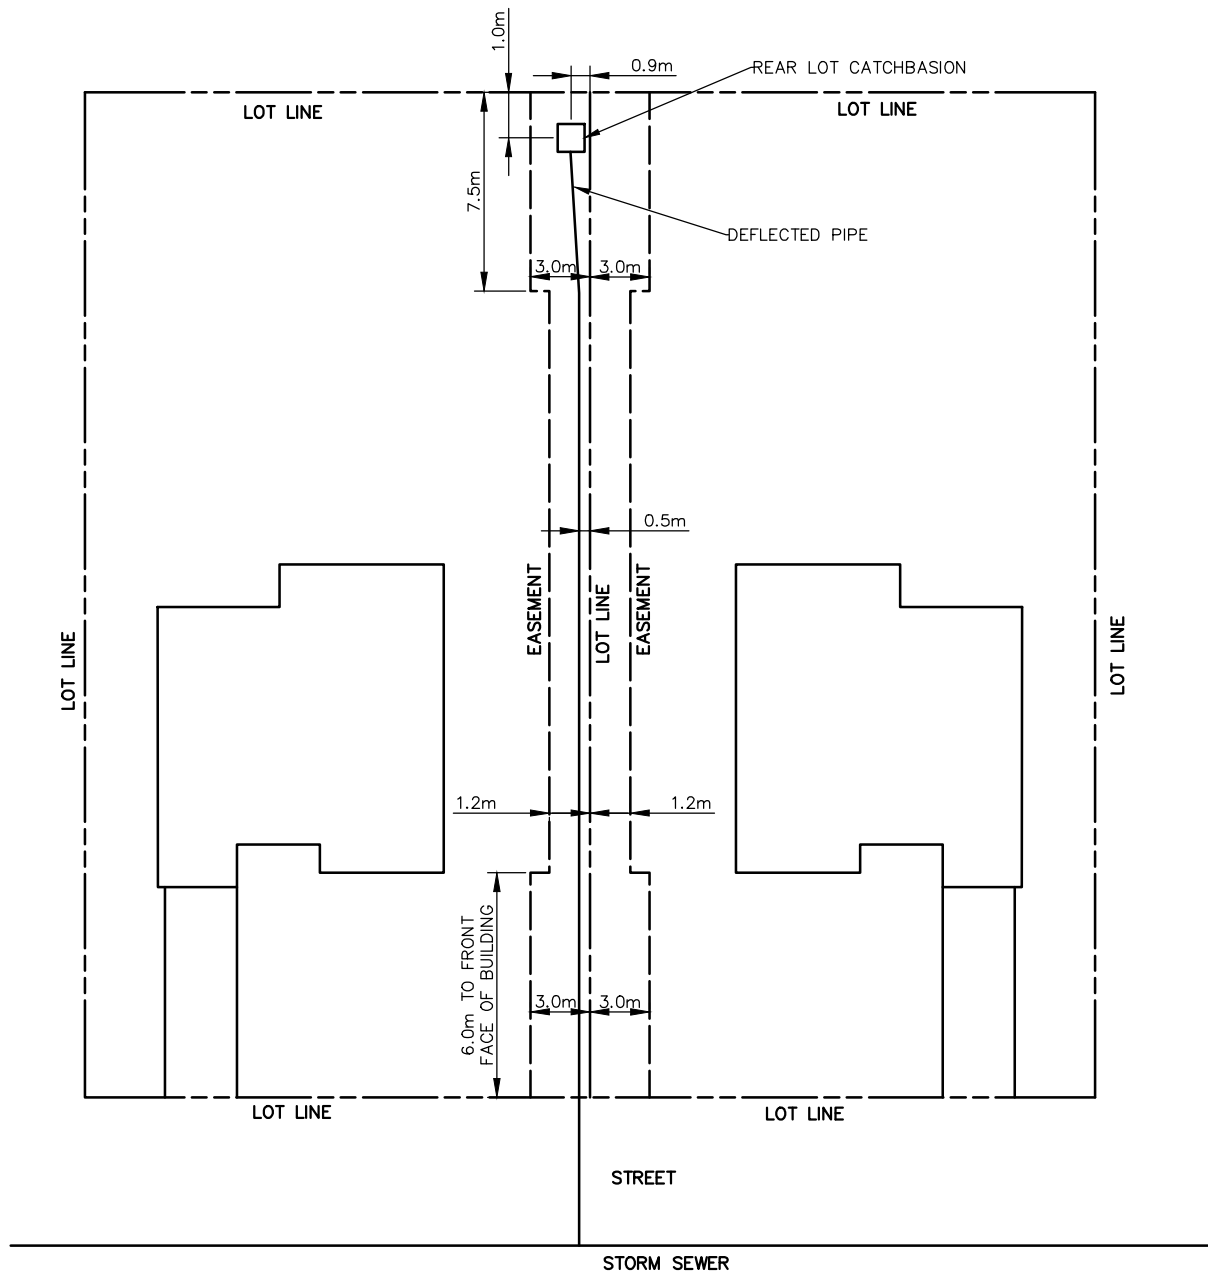 1.0m
0.9m
REAR LOT CATCHBASION
LOT LINE
LOT LINE
7.5m
DEFLECTED PIPE
3.0m
3.0m
0.5m
EASEMENT
LOT LINE
EASEMENT
LOT LINE
LOT LINE
1.2m
1.2m
6.0m TO FRONT
FACE OF BUILDING
3.0m
3.0m
LOT LINE
LOT LINE
STREET
STORM SEWER